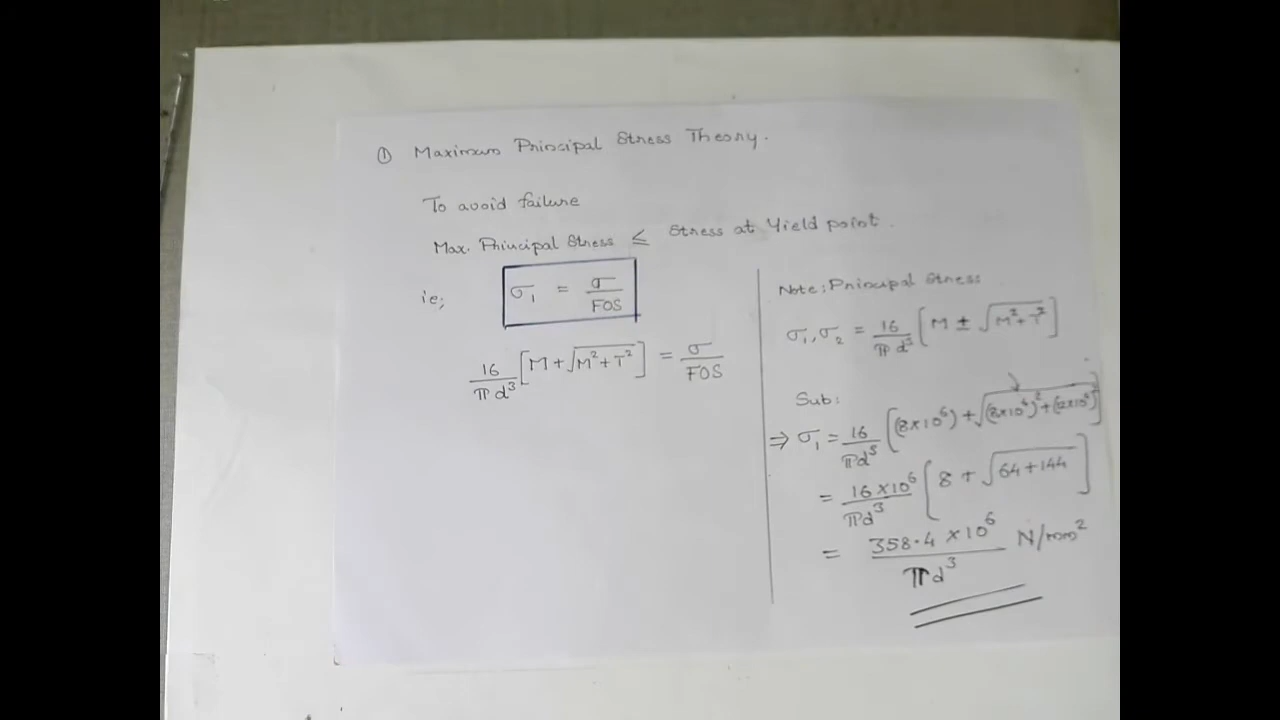 ① Maximum Principal Stress Theory.
To avoid failure
Max. Principal Stress ≤ Stress at Yield point.
ie; σ₁ = σ/FOS
16/πd³ [M + √(M² + T²)] = σ/FOS
Note: Principal Stress
σ₁, σ₂ = 16/πd³ [M ± √(M² + T²)]
Sub:
⇒ σ₁ = 16/πd³ [(8×10⁶) + √((8×10⁶)² + (12×10⁶)²)]
= 16×10⁶/πd³ [8 + √(64 + 144)]
= 358.4 × 10⁶/πd³ N/mm²